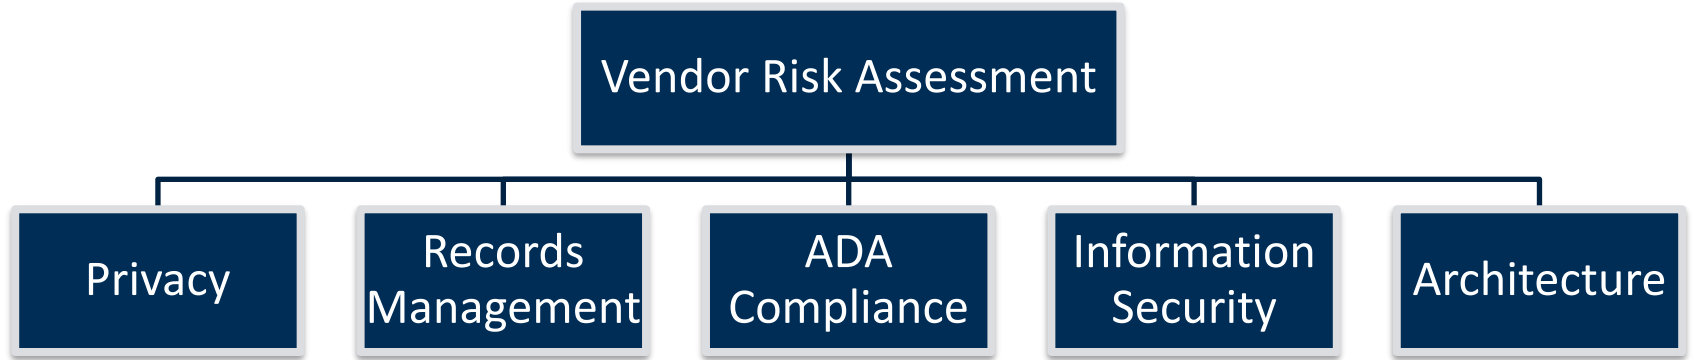 Vendor Risk Assessment
Privacy
Records
Management
ADA
Compliance
Information
Security
Architecture